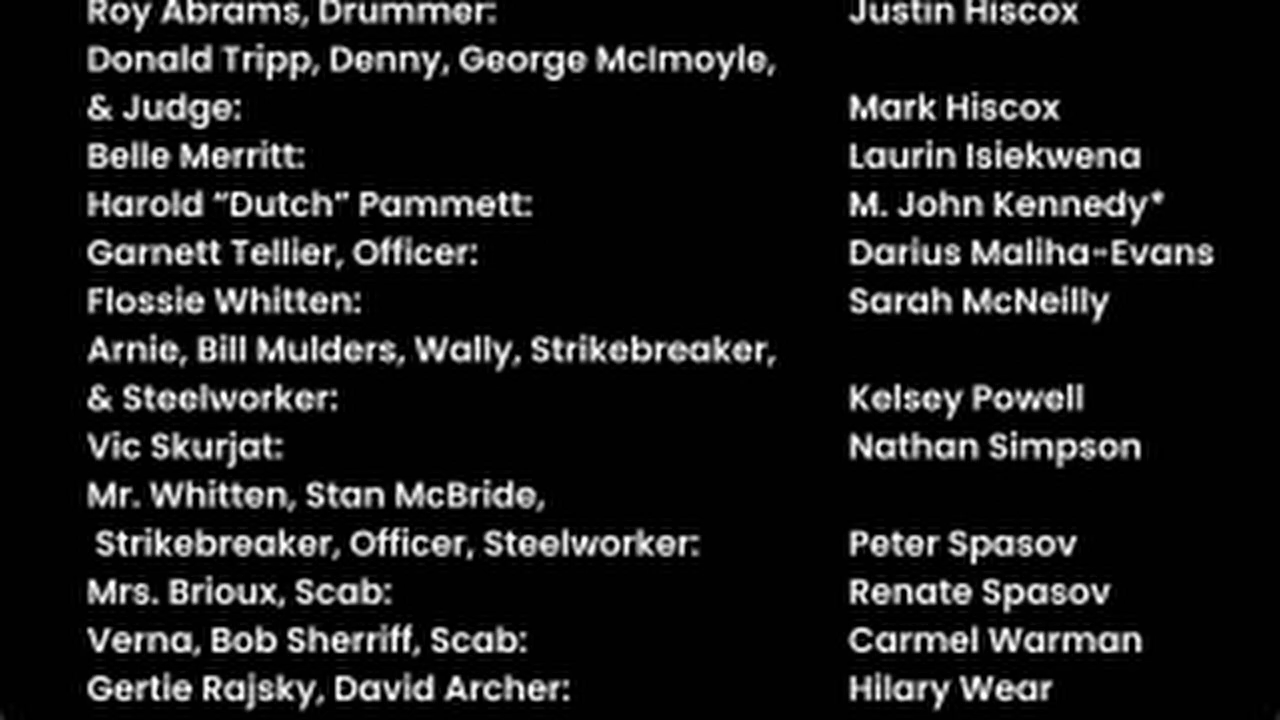 Roy Abrams, Drummer: Justin Hiscox
Donald Tripp, Denny, George McImoyle,
& Judge: Mark Hiscox
Belle Merritt: Laurin Isiekwena
Harold “Dutch” Pammett: M. John Kennedy*
Garnett Tellier, Officer: Darius Maliha-Evans
Flossie Whitten: Sarah McNeilly
Arnie, Bill Mulders, Wally, Strikebreaker,
& Steelworker: Kelsey Powell
Vic Skurjat: Nathan Simpson
Mr. Whitten, Stan McBride,
Strikebreaker, Officer, Steelworker: Peter Spasov
Mrs. Brioux, Scab: Renate Spasov
Verna, Bob Sherriff, Scab: Carmel Warman
Gertie Rajsky, David Archer: Hilary Wear